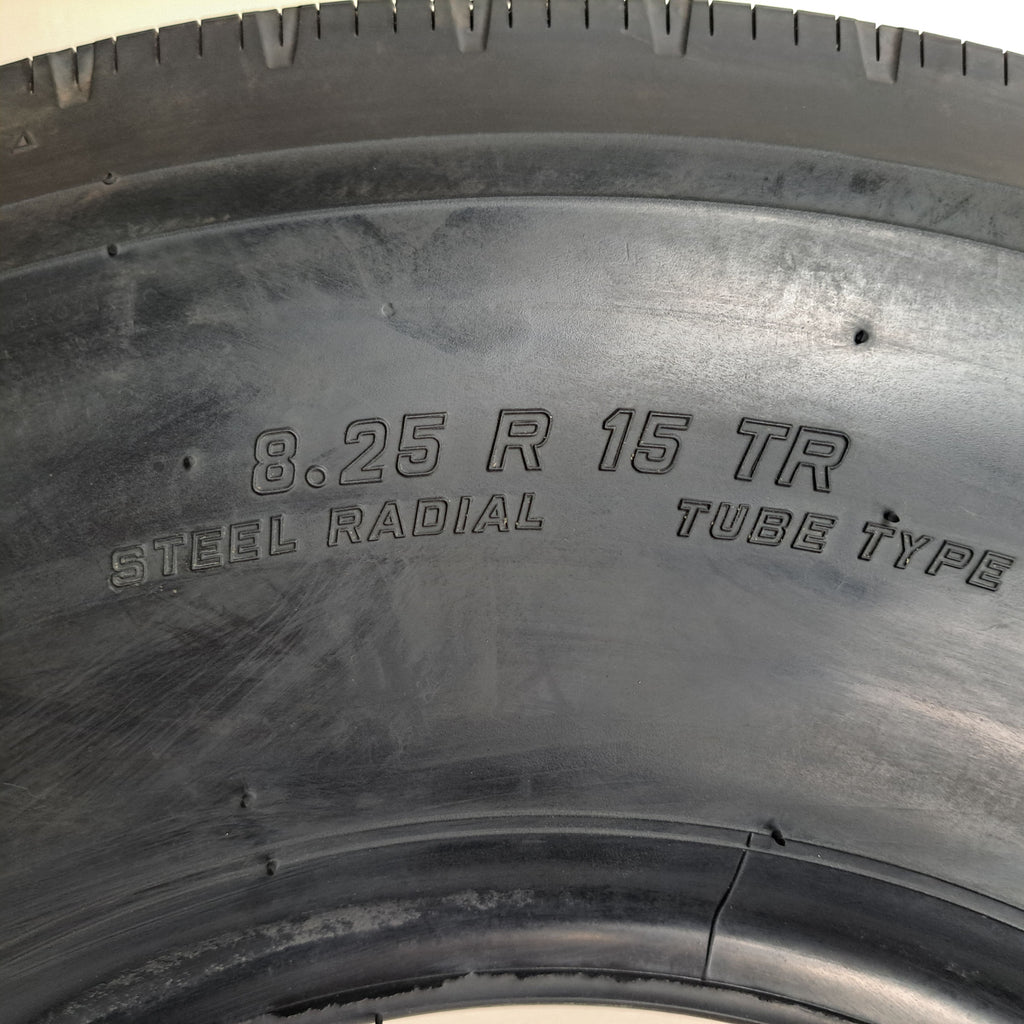 8.25 R 15 TR
STEEL RADIAL TUBE TYPE